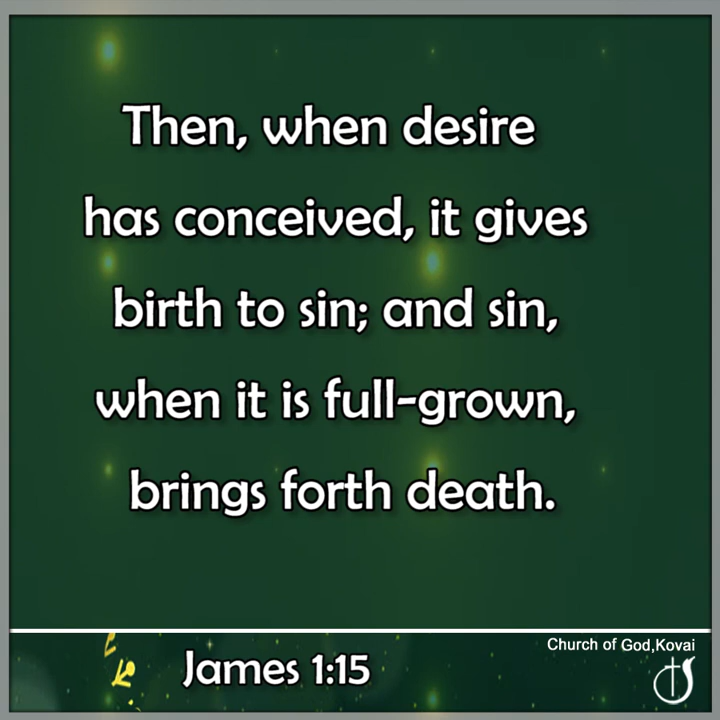 Then, when desire
has conceived, it gives
birth to sin; and sin,
when it is full-grown,
brings forth death.
Church of God,Kovai
James 1:15